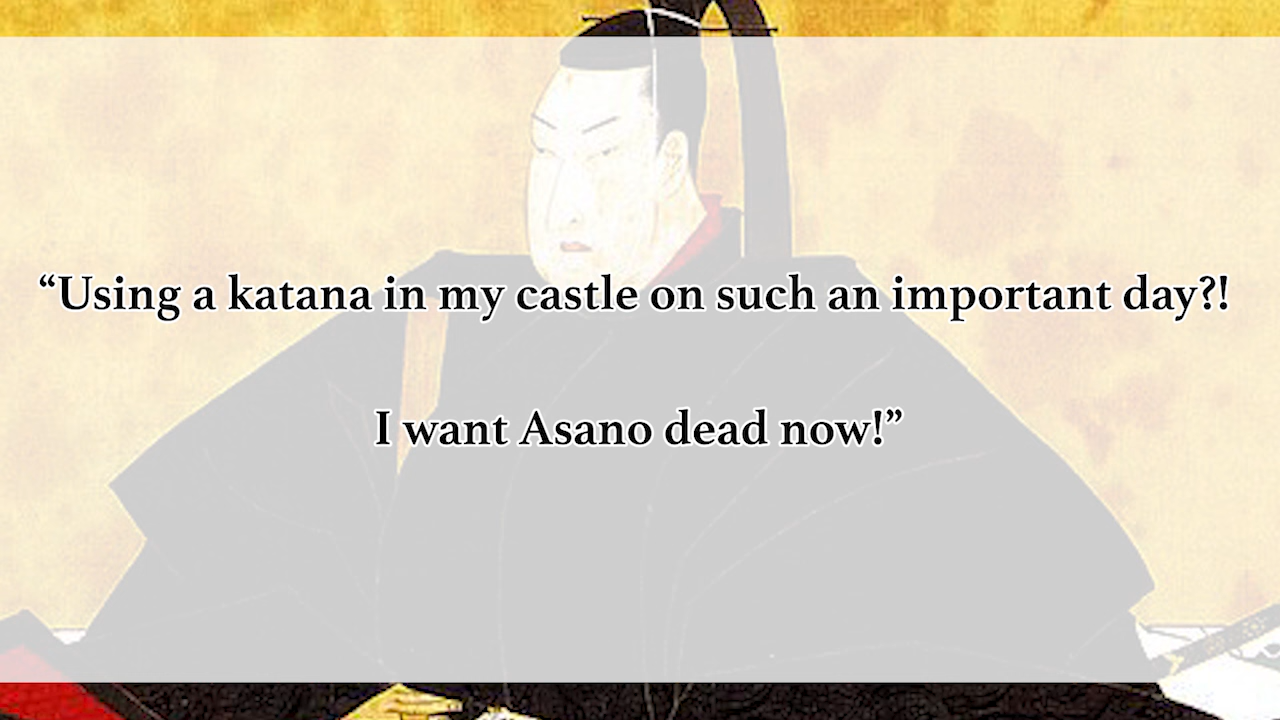 “Using a katana in my castle on such an important day?!
I want Asano dead now!”